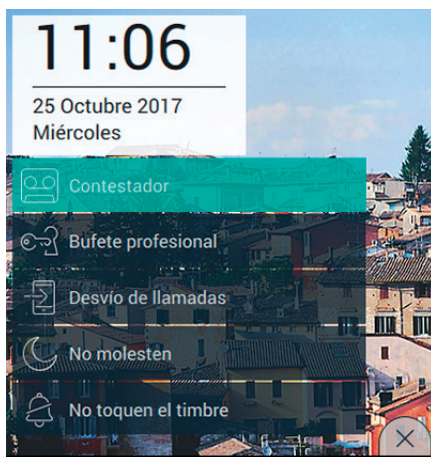 11:06
25 Octubre 2017
Miércoles
Contestador
Bufete profesional
Desvío de llamadas
No molesten
No toquen el timbre